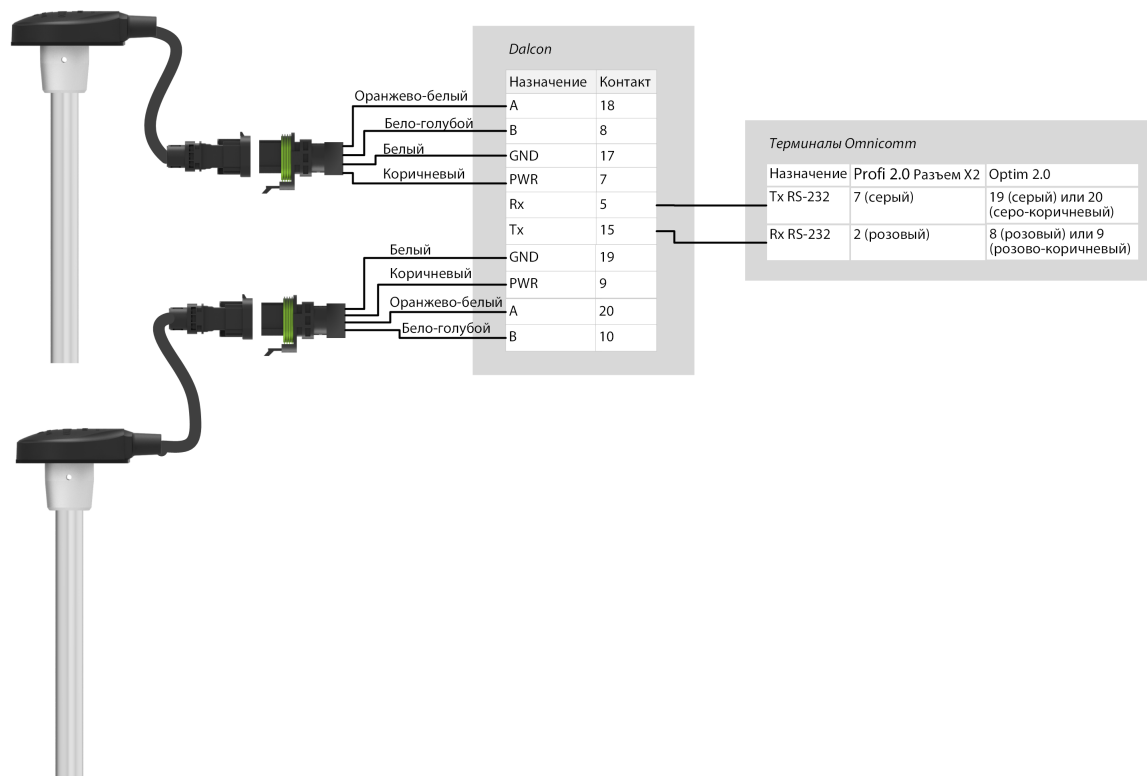 Dalcon
Назначение Контакт
Оранжево-белый A 18
Бело-голубой B 8
Белый GND 17
Коричневый PWR 7
Rx 5
Tx 15
Белый GND 19
Коричневый PWR 9
Оранжево-белый A 20
Бело-голубой B 10
Терминалы Omnicomm
Назначение Profi 2.0 Разъем X2 Optim 2.0
Tx RS-232 7 (серый) 19 (серый) или 20
(серо-коричневый)
Rx RS-232 2 (розовый) 8 (розовый) или 9
(розово-коричневый)